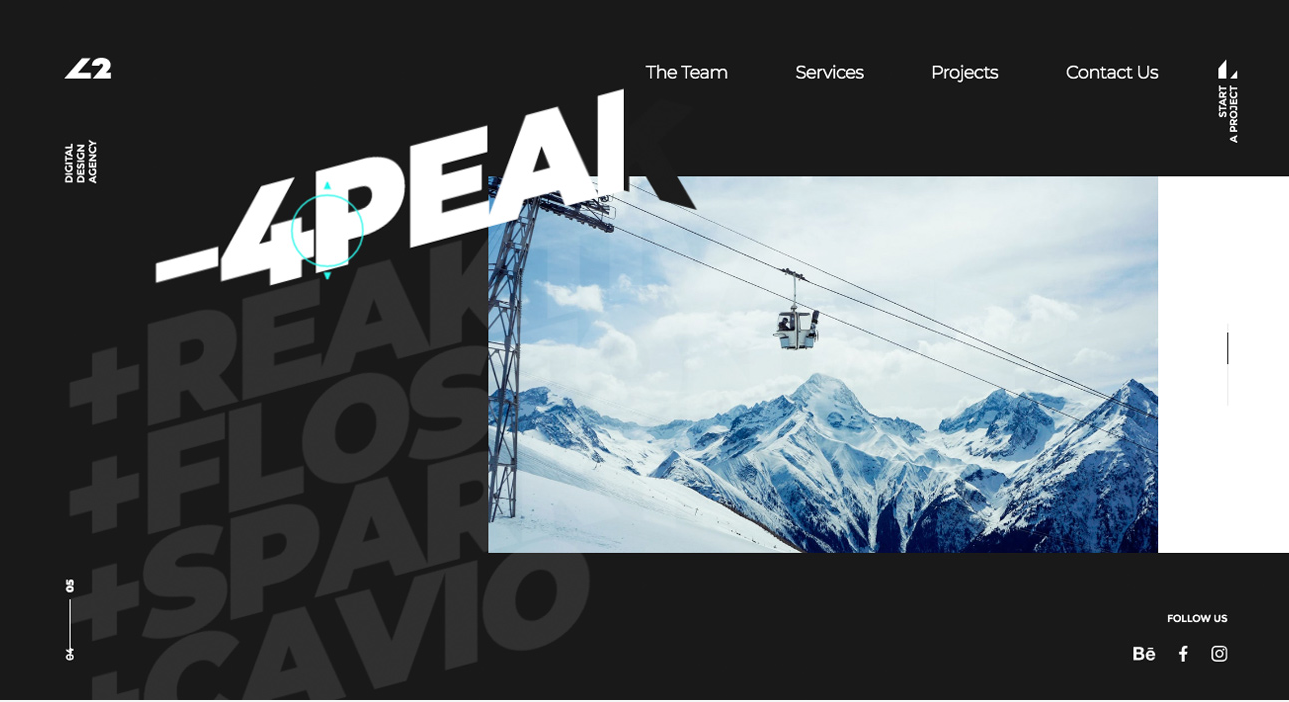 L2
The Team
Services
Projects
Contact Us
START
A PROJECT
DIGITAL
DESIGN
AGENCY
–4PEAK
+REAK
+FLOS
+SPAR
+CAVIO
05
04
FOLLOW US
Bē